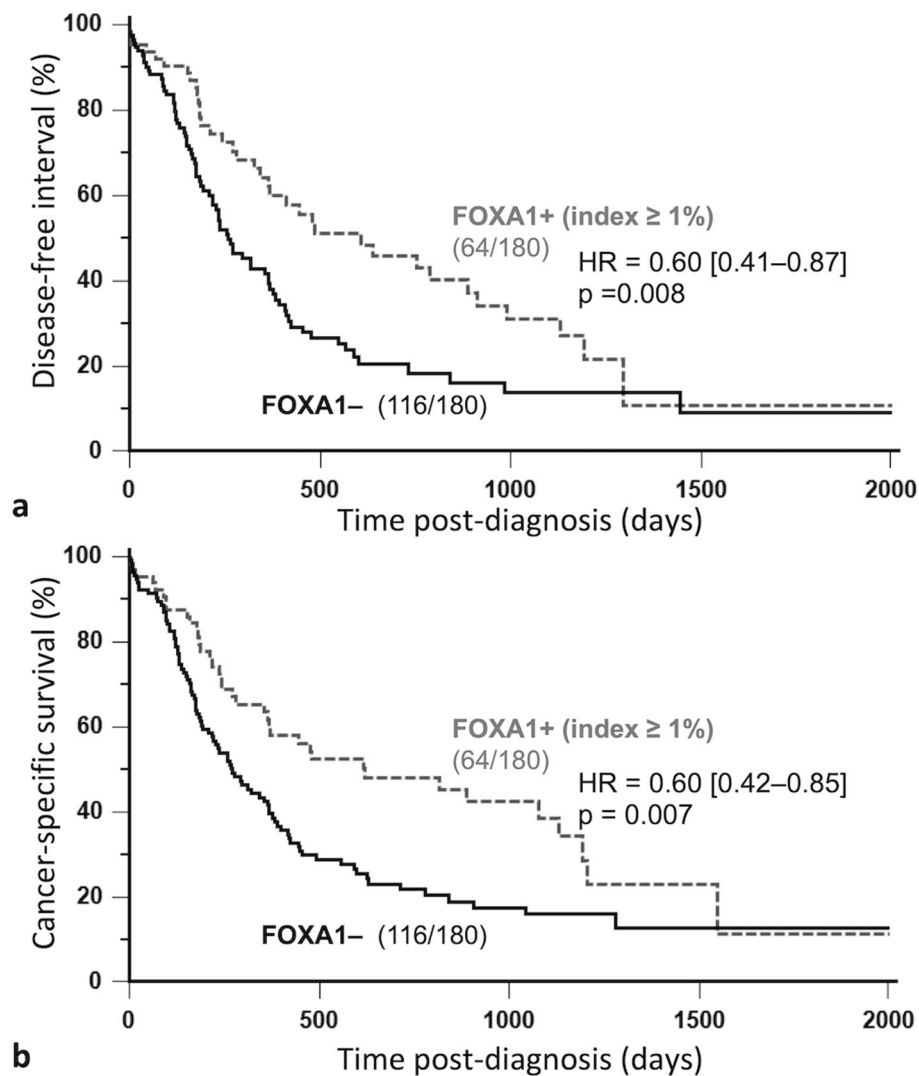 100
80
60
40
20
0
Disease-free interval (%)
FOXA1+ (index ≥ 1%)
(64/180)
HR = 0.60 [0.41–0.87]
p =0.008
FOXA1– (116/180)
0 500 1000 1500 2000
a
Time post-diagnosis (days)
100
80
60
40
20
0
Cancer-specific survival (%)
FOXA1+ (index ≥ 1%)
(64/180)
HR = 0.60 [0.42–0.85]
p = 0.007
FOXA1– (116/180)
0 500 1000 1500 2000
b
Time post-diagnosis (days)